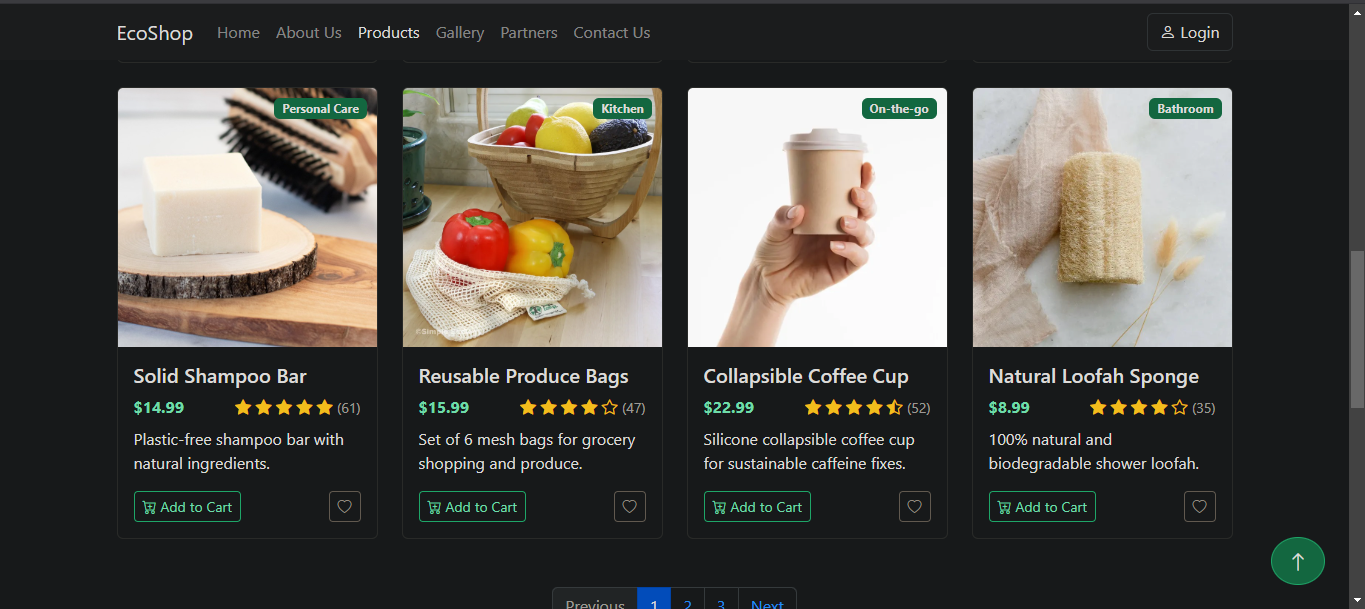 EcoShop Home About Us Products Gallery Partners Contact Us Login
Personal Care
Kitchen
On-the-go
Bathroom
Solid Shampoo Bar
$14.99 (61)
Plastic-free shampoo bar with
natural ingredients.
Add to Cart
Reusable Produce Bags
$15.99 (47)
Set of 6 mesh bags for grocery
shopping and produce.
Add to Cart
Collapsible Coffee Cup
$22.99 (52)
Silicone collapsible coffee cup
for sustainable caffeine fixes.
Add to Cart
Natural Loofah Sponge
$8.99 (35)
100% natural and
biodegradable shower loofah.
Add to Cart
Previous 1 2 3 Next